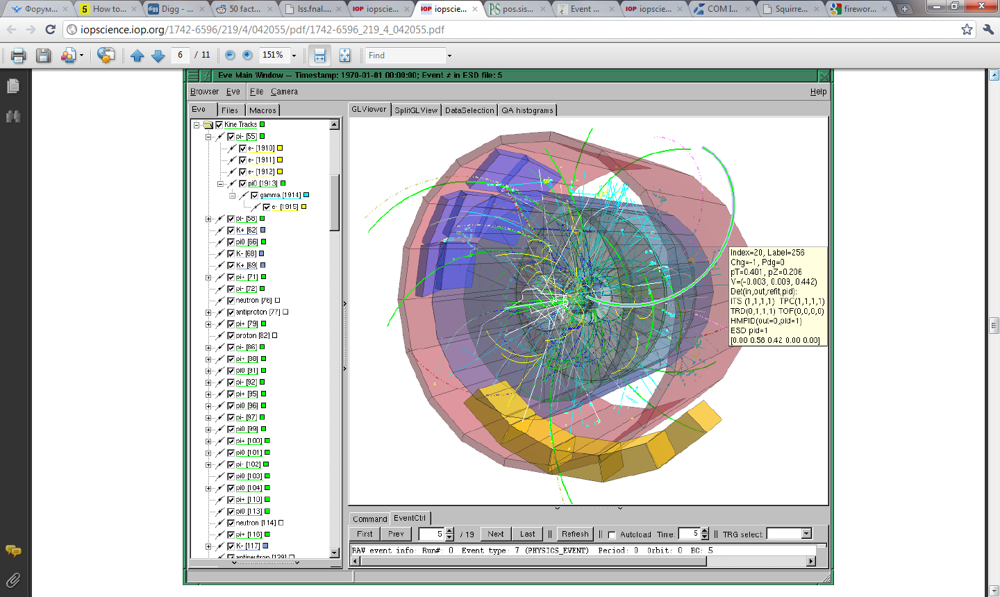 Форум...
How to...
Digg - ...
50 fact...
lss.fnal....
iopscie...
iopscie...
pos.sis...
Event ...
iopscie...
COM I...
Squirre...
firewor...
iopscience.iop.org/1742-6596/219/4/042055/pdf/1742-6596_219_4_042055.pdf
6 / 11 151% Find
Eve Main Window -- Timestamp: 1970-01-01 00:00:00; Event # in ESD file: 5
Browser Eve File Camera Help
Eve Files Macros
GLViewer SplitGLView DataSelection QA histograms
Kine Tracks
pi- [55]
e- [1910]
e- [1911]
e- [1912]
pi0 [1913]
gamma [1914]
e- [1915]
pi- [58]
K+ [62]
pi0 [66]
K- [68]
K+ [69]
pi+ [71]
pi- [72]
neutron [76]
antiproton [77]
pi+ [79]
proton [82]
pi- [86]
pi+ [88]
pi0 [91]
pi- [92]
pi+ [95]
pi0 [96]
pi- [97]
pi0 [99]
pi+ [100]
pi0 [101]
pi- [102]
pi0 [103]
pi0 [104]
pi+ [110]
pi0 [113]
neutron [114]
pi+ [116]
K- [117]
antineutron [129]
Index=20, Label=256
Chg=-1, Pdg=0
pT=0.401, pZ=0.206
V=(-0.003, 0.009, 0.442)
Det(in,out,refit,pid):
ITS (1,1,1,1) TPC(1,1,1,1)
TRD(0,1,1,1) TOF(0,0,0,0)
HMPID(out=0,pid=1)
ESD pid=1
[0.00 0.56 0.42 0.00 0.00]
Command EventCtrl
First Prev 5 / 19 Next Last || Refresh || Autoload Time: 5 || TRG select:
RAW event info: Run#: 0 Event type: 7 (PHYSICS_EVENT) Period: 0 Orbit: 0 BC: 5